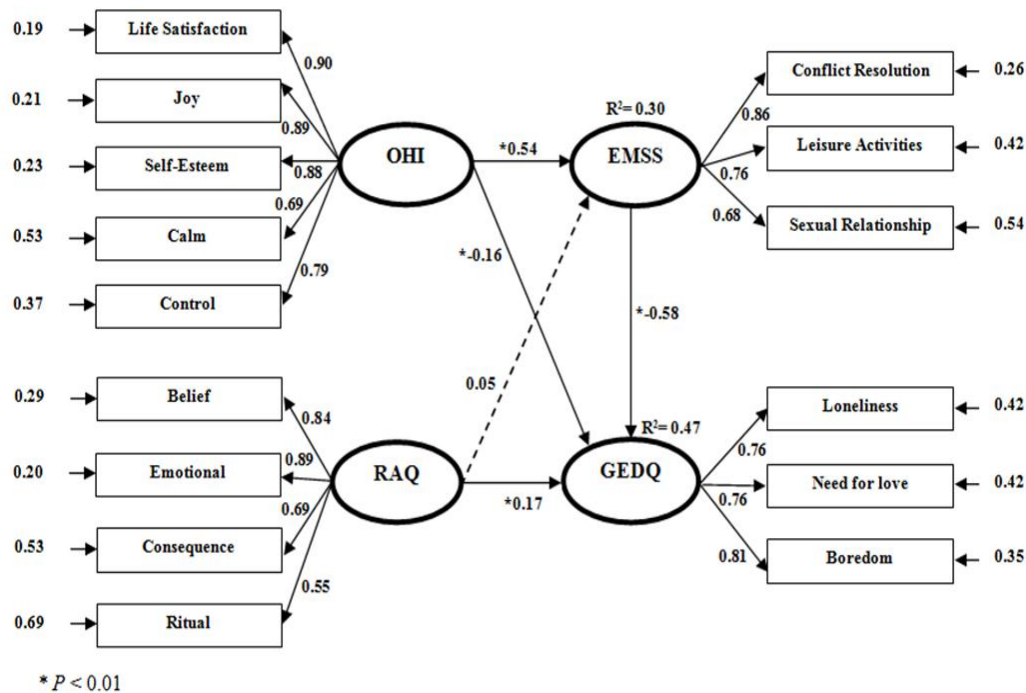 0.19
Life Satisfaction
0.90
0.21
Joy
0.89
0.23
Self-Esteem
0.88
0.53
Calm
0.69
0.37
Control
0.79
OHI
*0.54
R²= 0.30
EMSS
0.86
Conflict Resolution
0.26
0.76
Leisure Activities
0.42
0.68
Sexual Relationship
0.54
*-0.16
*-0.58
0.05
0.29
Belief
0.84
0.20
Emotional
0.89
0.53
Consequence
0.69
0.69
Ritual
0.55
RAQ
*0.17
R²= 0.47
GEDQ
0.76
Loneliness
0.42
0.76
Need for love
0.42
0.81
Boredom
0.35
* P < 0.01